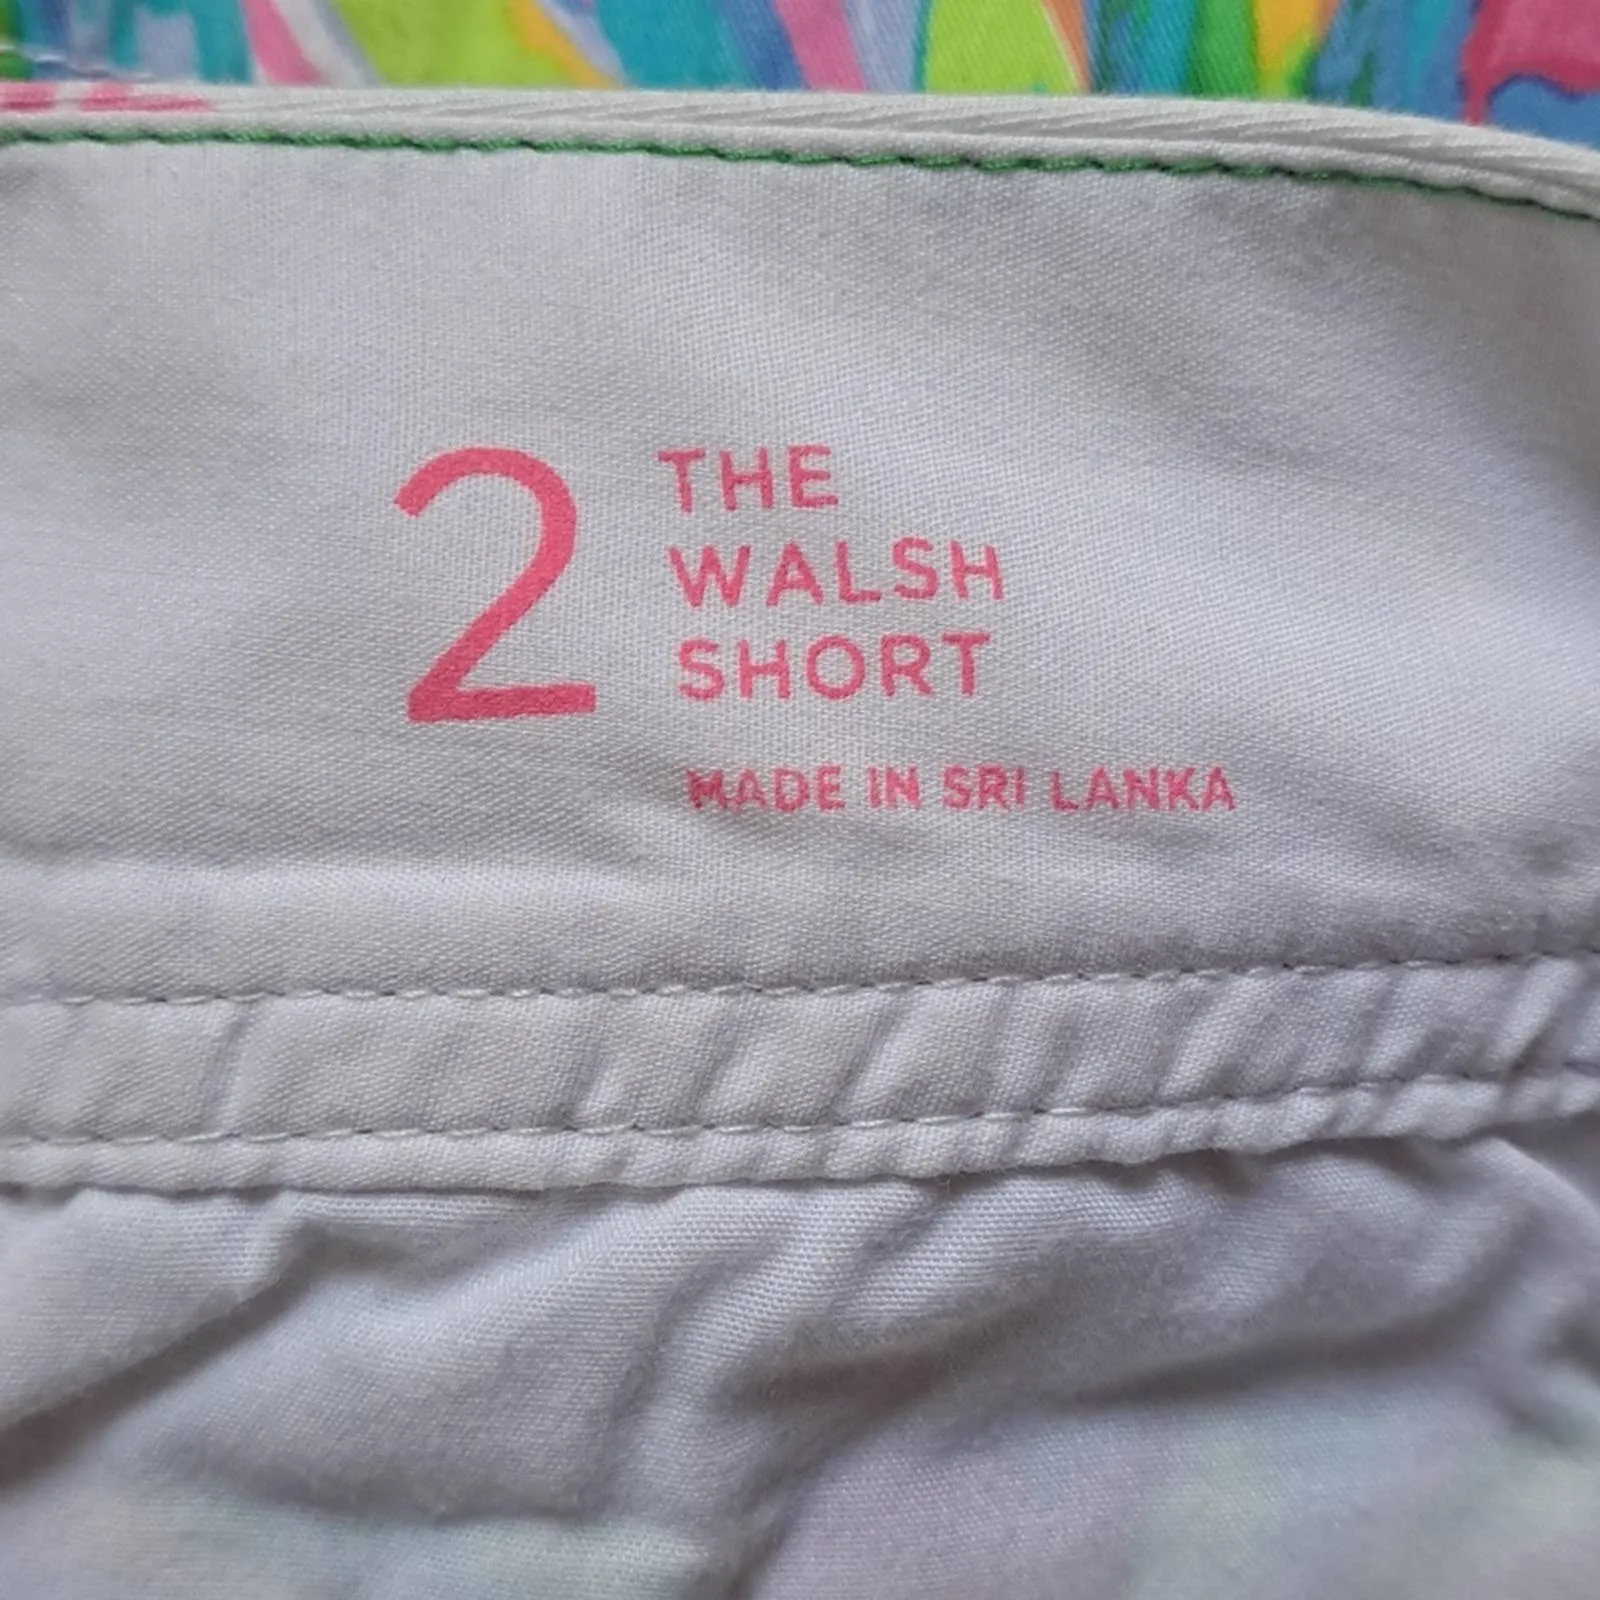 2
THE
WALSH
SHORT
MADE IN SRI LANKA